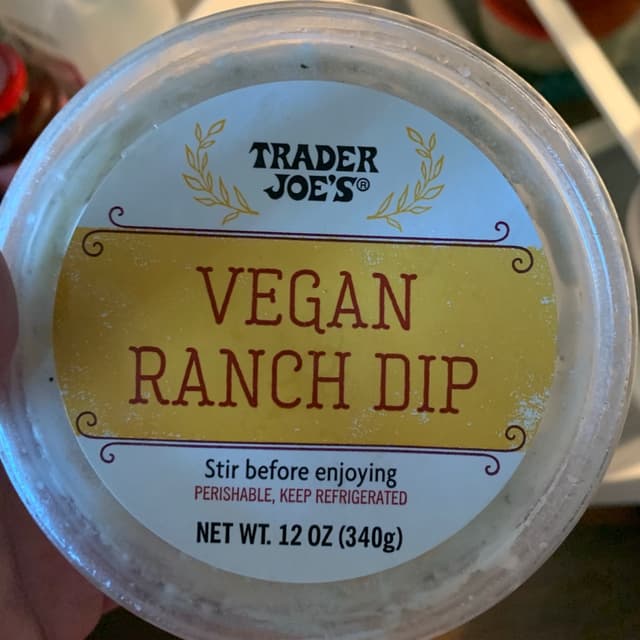 TRADER
JOE'S®
VEGAN
RANCH DIP
Stir before enjoying
PERISHABLE, KEEP REFRIGERATED
NET WT. 12 OZ (340g)